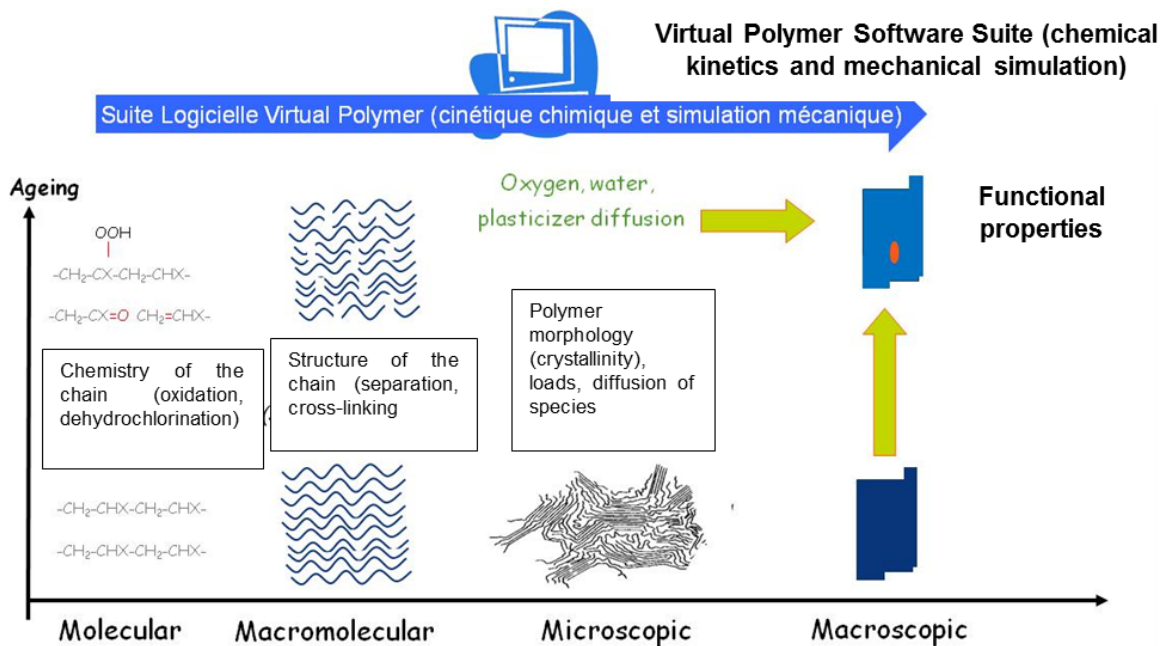 Virtual Polymer Software Suite (chemical
kinetics and mechanical simulation)
Suite Logicielle Virtual Polymer (cinétique chimique et simulation mécanique)
Ageing
OOH
-CH₂-CX-CH₂-CHX-
-CH₂-CX=O CH₂=CHX-
Oxygen, water,
plasticizer diffusion
Functional
properties
Chemistry of the
chain (oxidation,
dehydrochlorination)
Structure of the
chain (separation,
cross-linking
Polymer
morphology
(crystallinity),
loads, diffusion of
species
-CH₂-CHX-CH₂-CHX-
-CH₂-CHX-CH₂-CHX-
Molecular
Macromolecular
Microscopic
Macroscopic